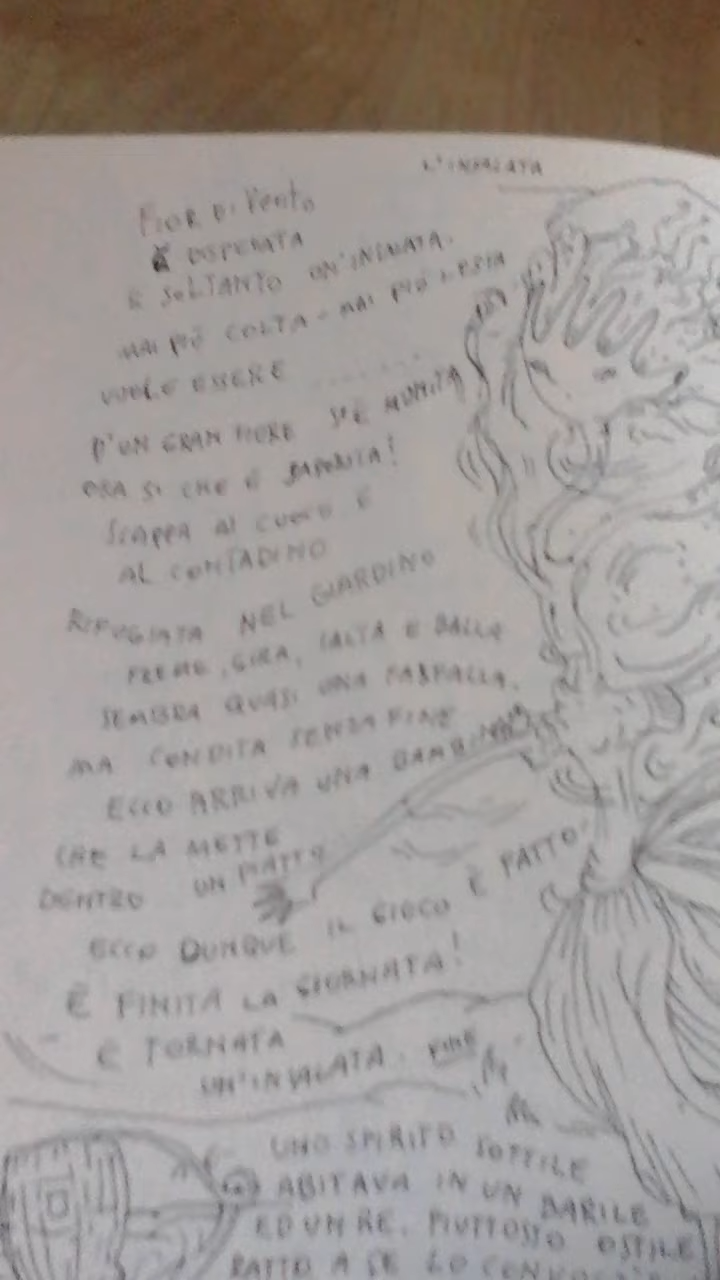 L'INSALATA
FIOR DI VENTO
È DISPERATA
È SOLTANTO UN'INSALATA.
MAI PIÙ COLTA - MAI PIÙ LESSA
VUOLE ESSERE
D'UN GRAN FIORE S'È MUNITA
ORA SI CHE È SAPORITA!
SCAPPA AL CUOCO E
AL CONTADINO
RIFUGIATA NEL GIARDINO
FREME, GIRA, SALTA E BALLA
SEMBRA QUASI UNA FARFALLA.
MA CONDITA SENZA FINE
ECCO ARRIVA UNA BAMBINA
CHE LA METTE
DENTRO UN PIATTO
ECCO DUNQUE IL GIOCO È FATTO
È FINITA LA GIORNATA!
È TORNATA
UN'INSALATA. FINE
UNO SPIRITO SOTTILE
ABITAVA IN UN BARILE
ED UN RE, PIUTTOSTO OSTILE
RATTO A SE LO